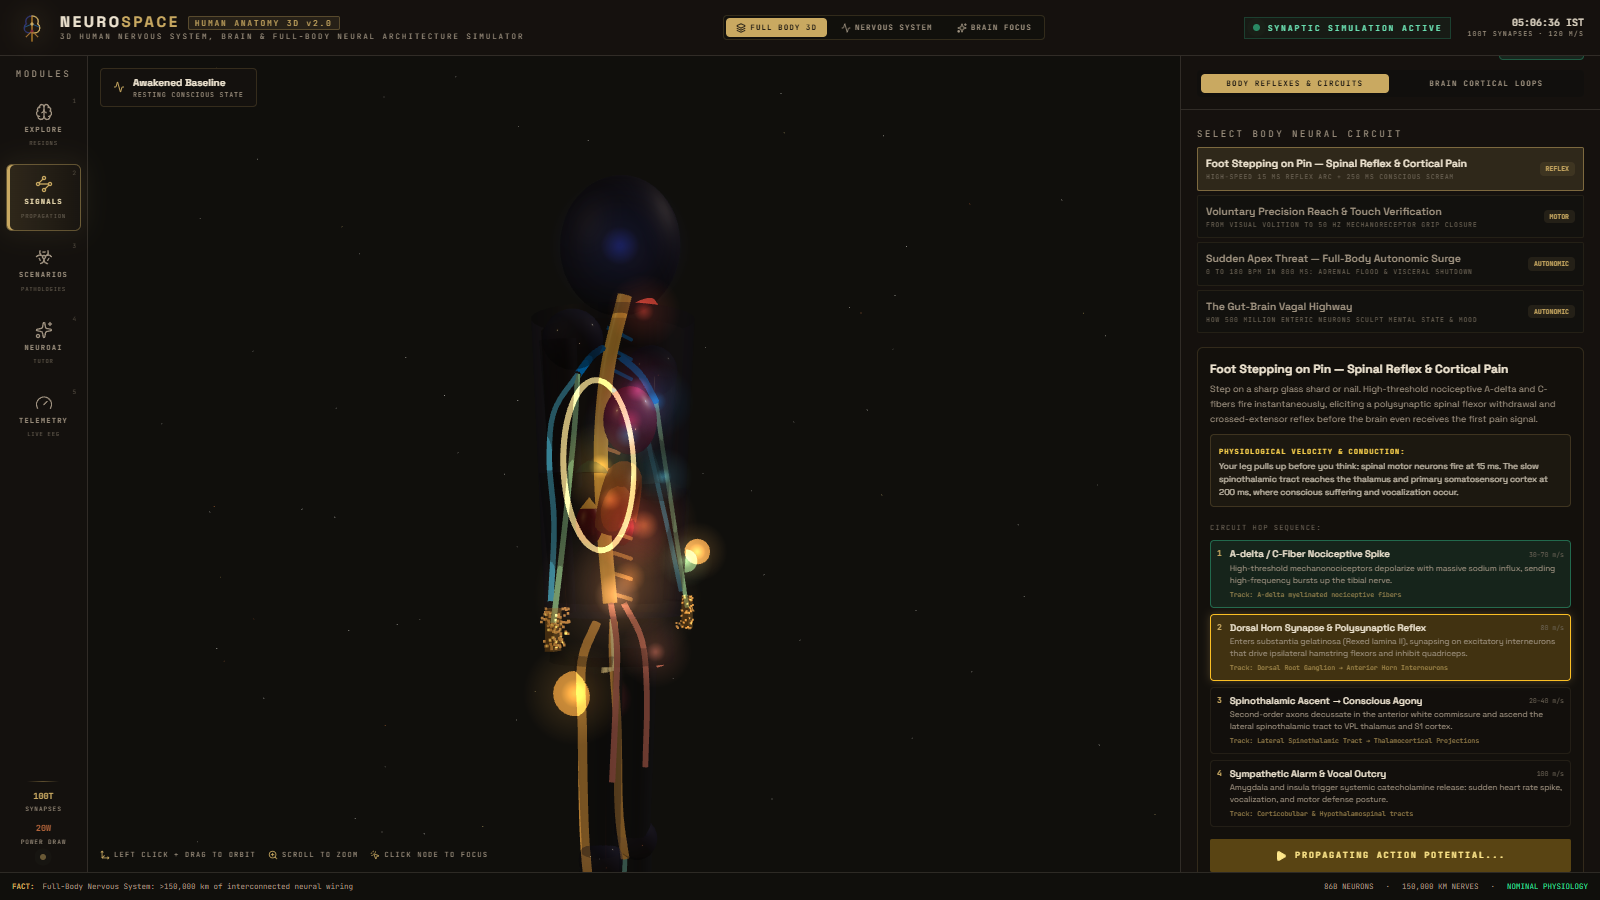 NEUROSPACE HUMAN ANATOMY 3D v2.0
3D HUMAN NERVOUS SYSTEM, BRAIN & FULL-BODY NEURAL ARCHITECTURE SIMULATOR
FULL BODY 3D
NERVOUS SYSTEM
BRAIN FOCUS
SYNAPTIC SIMULATION ACTIVE
05:06:36 IST
100T SYNAPSES · 120 M/S
MODULES
1
EXPLORE
REGIONS
2
SIGNALS
PROPAGATION
3
SCENARIOS
PATHOLOGIES
4
NEUROAI
TUTOR
5
TELEMETRY
LIVE EEG
100T
SYNAPSES
20W
POWER DRAW
Awakened Baseline
RESTING CONSCIOUS STATE
LEFT CLICK + DRAG TO ORBIT
SCROLL TO ZOOM
CLICK NODE TO FOCUS
BODY REFLEXES & CIRCUITS
BRAIN CORTICAL LOOPS
SELECT BODY NEURAL CIRCUIT
Foot Stepping on Pin — Spinal Reflex & Cortical Pain
HIGH-SPEED 15 MS REFLEX ARC + 250 MS CONSCIOUS SCREAM
REFLEX
Voluntary Precision Reach & Touch Verification
FROM VISUAL VOLITION TO 50 HZ MECHANORECEPTOR GRIP CLOSURE
MOTOR
Sudden Apex Threat — Full-Body Autonomic Surge
0 TO 180 BPM IN 800 MS: ADRENAL FLOOD & VISCERAL SHUTDOWN
AUTONOMIC
The Gut-Brain Vagal Highway
HOW 500 MILLION ENTERIC NEURONS SCULPT MENTAL STATE & MOOD
AUTONOMIC
Foot Stepping on Pin — Spinal Reflex & Cortical Pain
Step on a sharp glass shard or nail. High-threshold nociceptive A-delta and C-
fibers fire instantaneously, eliciting a polysynaptic spinal flexor withdrawal and
crossed-extensor reflex before the brain even receives the first pain signal.
PHYSIOLOGICAL VELOCITY & CONDUCTION:
Your leg pulls up before you think: spinal motor neurons fire at 15 ms. The slow
spinothalamic tract reaches the thalamus and primary somatosensory cortex at
200 ms, where conscious suffering and vocalization occur.
CIRCUIT HOP SEQUENCE:
1 A-delta / C-Fiber Nociceptive Spike 30-70 m/s
High-threshold mechanonociceptors depolarize with massive sodium influx, sending
high-frequency bursts up the tibial nerve.
Track: A-delta myelinated nociceptive fibers
2 Dorsal Horn Synapse & Polysynaptic Reflex 80 m/s
Enters substantia gelatinosa (Rexed lamina II), synapsing on excitatory interneurons
that drive ipsilateral hamstring flexors and inhibit quadriceps.
Track: Dorsal Root Ganglion → Anterior Horn Interneurons
3 Spinothalamic Ascent → Conscious Agony 20-40 m/s
Second-order axons decussate in the anterior white commissure and ascend the
lateral spinothalamic tract to VPL thalamus and S1 cortex.
Track: Lateral Spinothalamic Tract → Thalamocortical Projections
4 Sympathetic Alarm & Vocal Outcry 100 m/s
Amygdala and insula trigger systemic catecholamine release: sudden heart rate spike,
vocalization, and motor defense posture.
Track: Corticobulbar & Hypothalamospinal tracts
PROPAGATING ACTION POTENTIAL...
FACT: Full-Body Nervous System: >150,000 km of interconnected neural wiring
86B NEURONS · 150,000 KM NERVES · NOMINAL PHYSIOLOGY